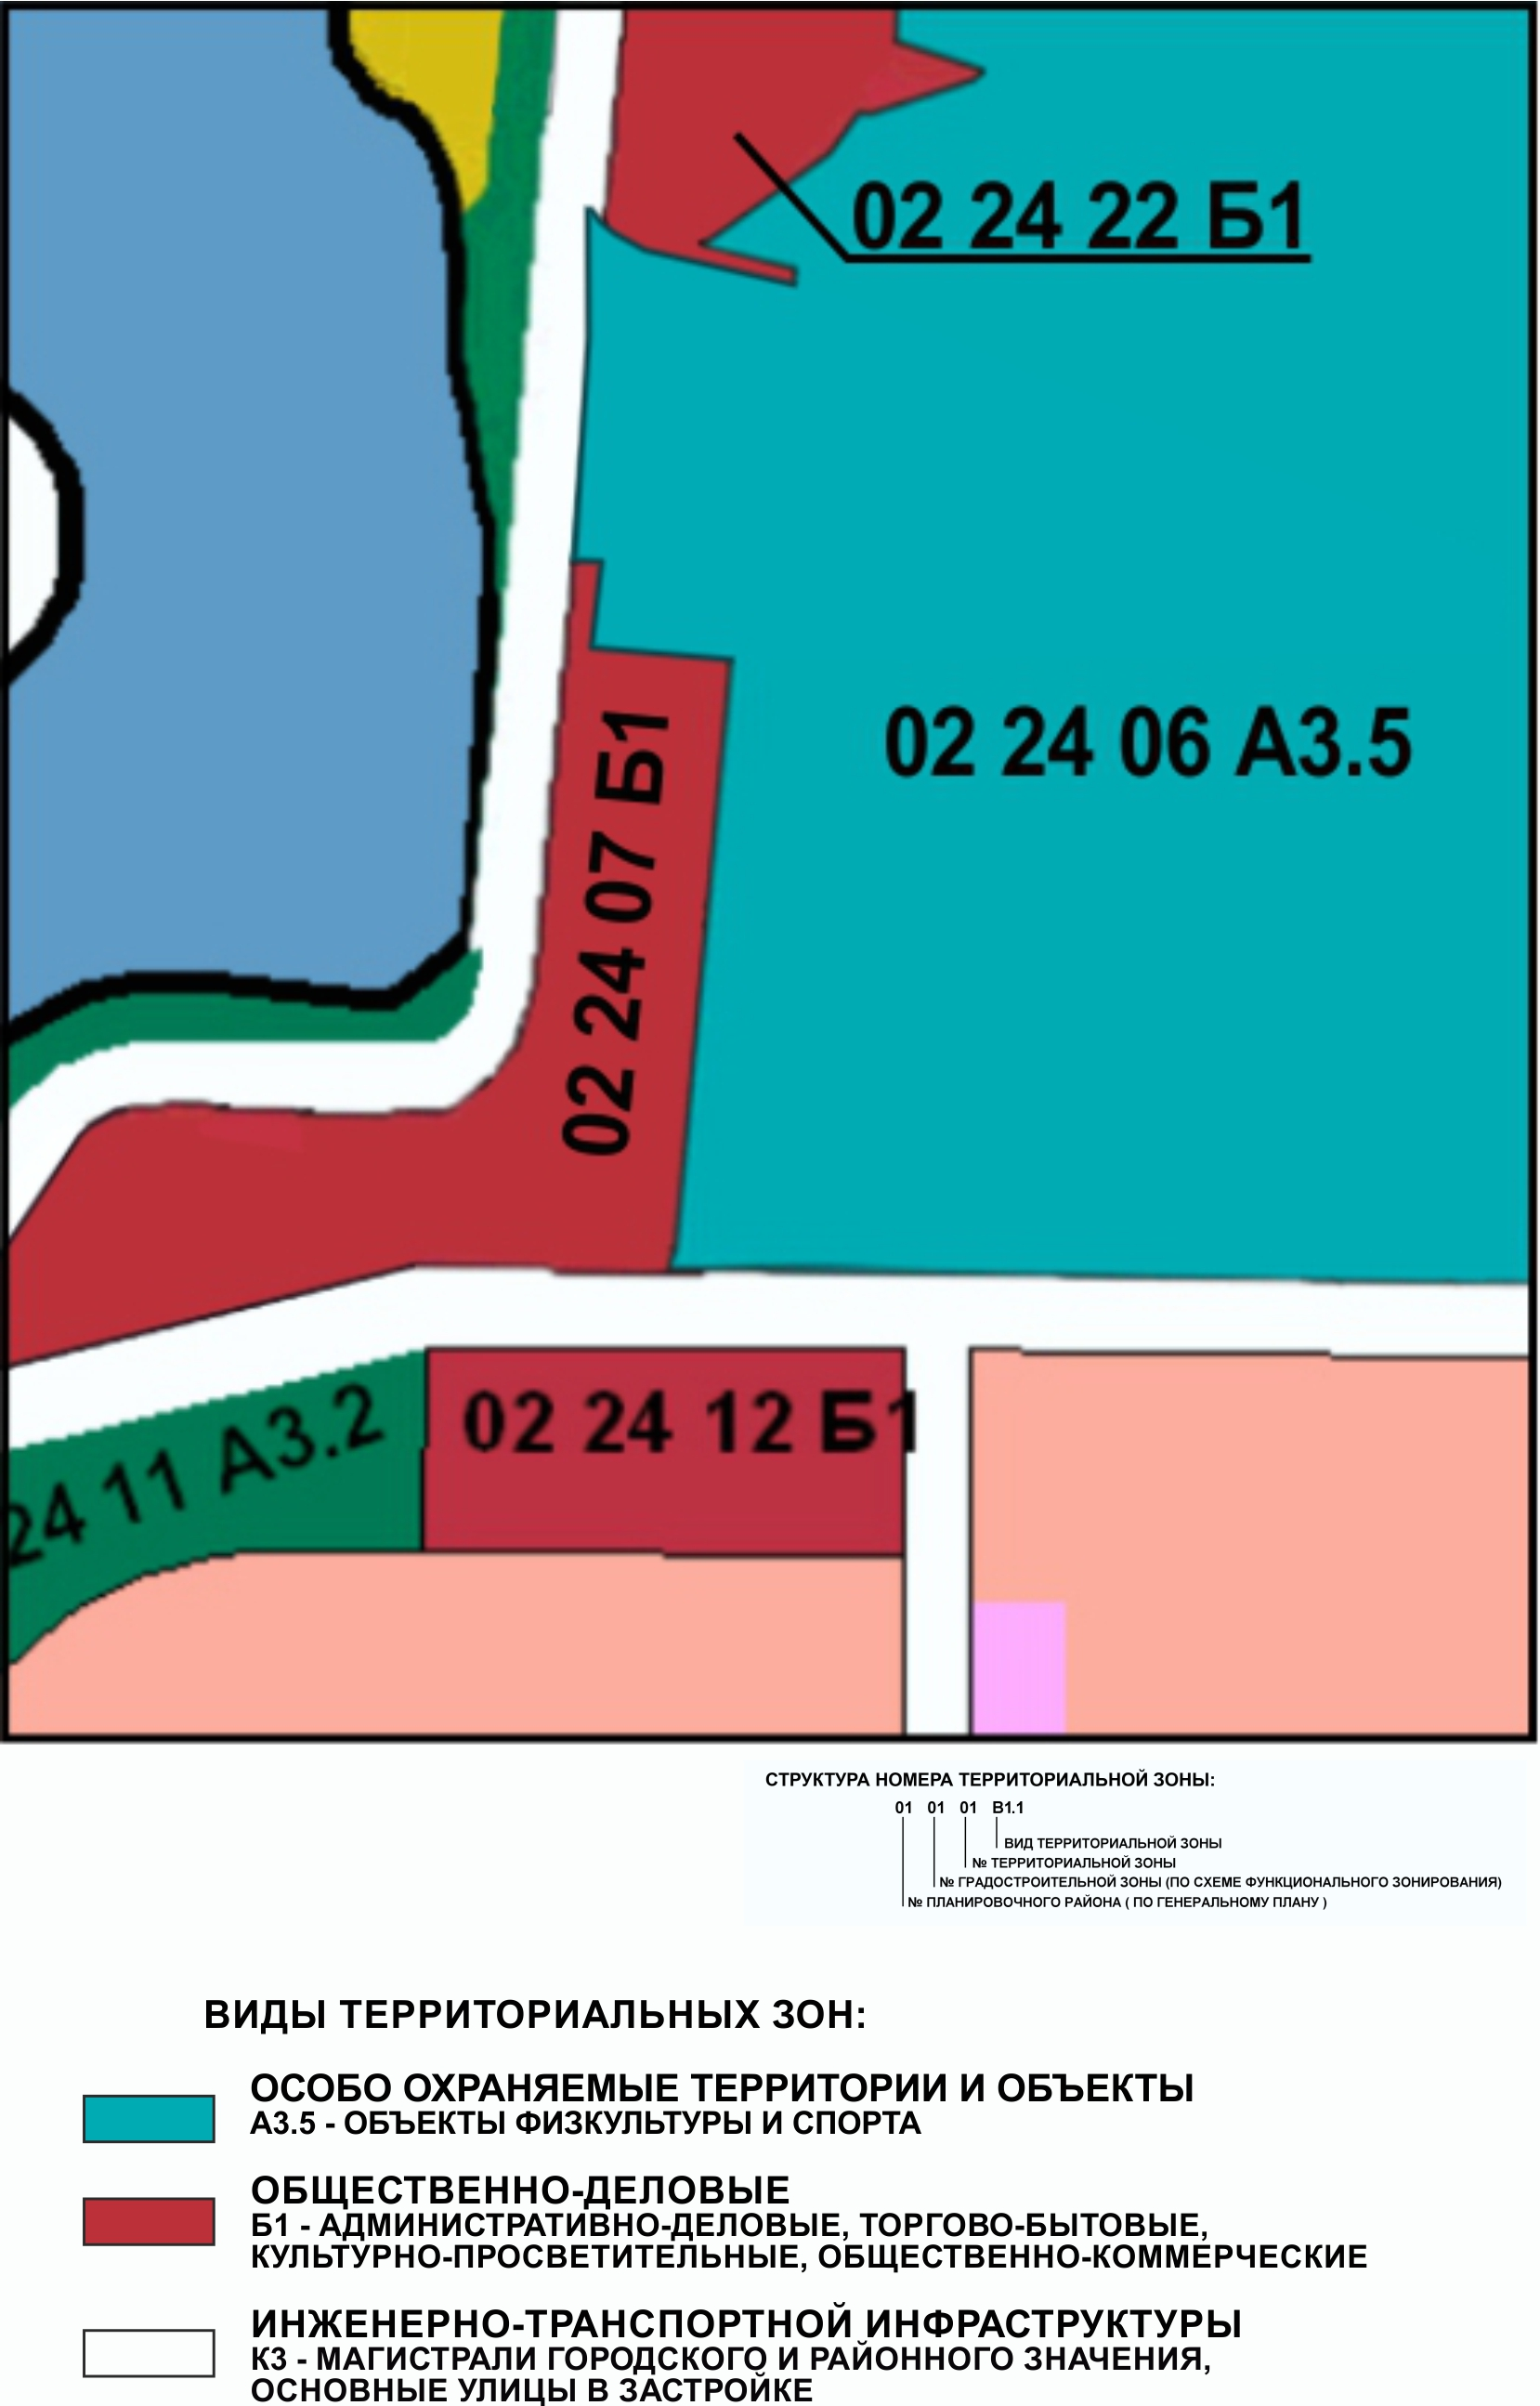 02 24 22 Б1
02 24 06 А3.5
02 24 07 Б1
24 11 А3.2
02 24 12 Б1
СТРУКТУРА НОМЕРА ТЕРРИТОРИАЛЬНОЙ ЗОНЫ:
01 01 01 В1.1
ВИД ТЕРРИТОРИАЛЬНОЙ ЗОНЫ
№ ТЕРРИТОРИАЛЬНОЙ ЗОНЫ
№ ГРАДОСТРОИТЕЛЬНОЙ ЗОНЫ (ПО СХЕМЕ ФУНКЦИОНАЛЬНОГО ЗОНИРОВАНИЯ)
№ ПЛАНИРОВОЧНОГО РАЙОНА ( ПО ГЕНЕРАЛЬНОМУ ПЛАНУ )
ВИДЫ ТЕРРИТОРИАЛЬНЫХ ЗОН:
ОСОБО ОХРАНЯЕМЫЕ ТЕРРИТОРИИ И ОБЪЕКТЫ
А3.5 - ОБЪЕКТЫ ФИЗКУЛЬТУРЫ И СПОРТА
ОБЩЕСТВЕННО-ДЕЛОВЫЕ
Б1 - АДМИНИСТРАТИВНО-ДЕЛОВЫЕ, ТОРГОВО-БЫТОВЫЕ,
КУЛЬТУРНО-ПРОСВЕТИТЕЛЬНЫЕ, ОБЩЕСТВЕННО-КОММЕРЧЕСКИЕ
ИНЖЕНЕРНО-ТРАНСПОРТНОЙ ИНФРАСТРУКТУРЫ
К3 - МАГИСТРАЛИ ГОРОДСКОГО И РАЙОННОГО ЗНАЧЕНИЯ,
ОСНОВНЫЕ УЛИЦЫ В ЗАСТРОЙКЕ